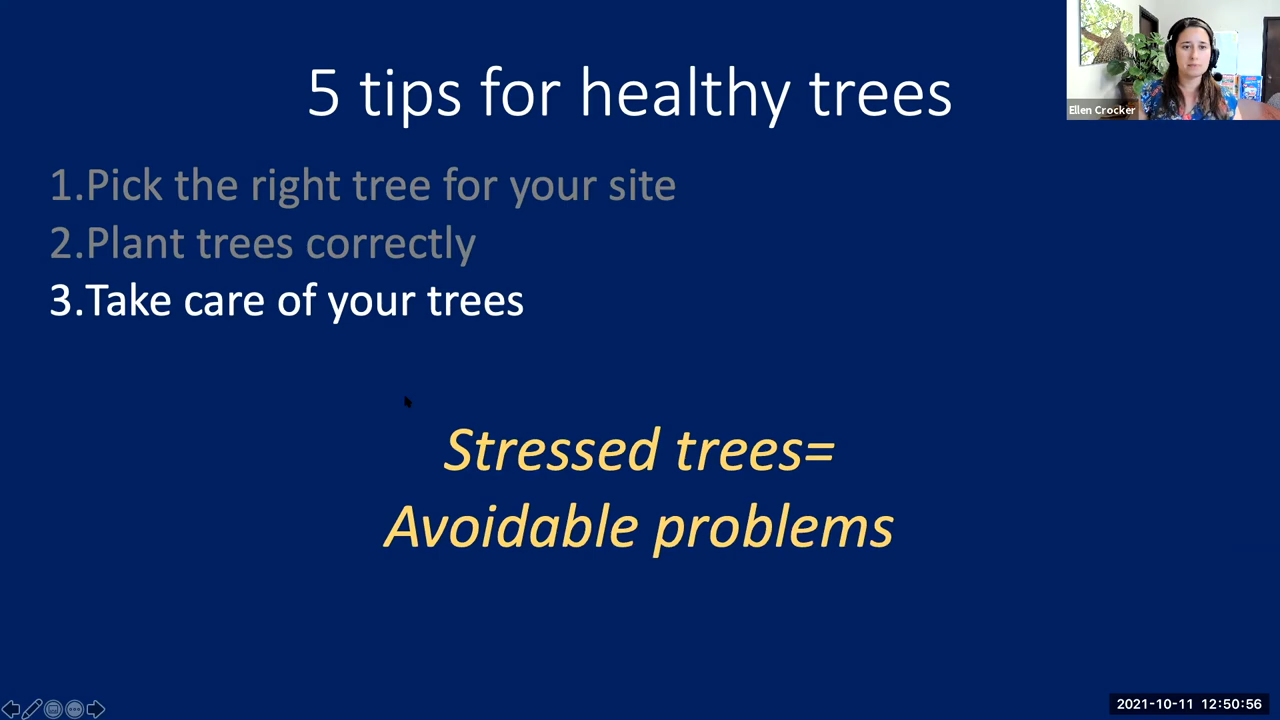 5 tips for healthy trees
Ellen Crocker
1.Pick the right tree for your site
2.Plant trees correctly
3.Take care of your trees
Stressed trees=
Avoidable problems
2021-10-11 12:50:56